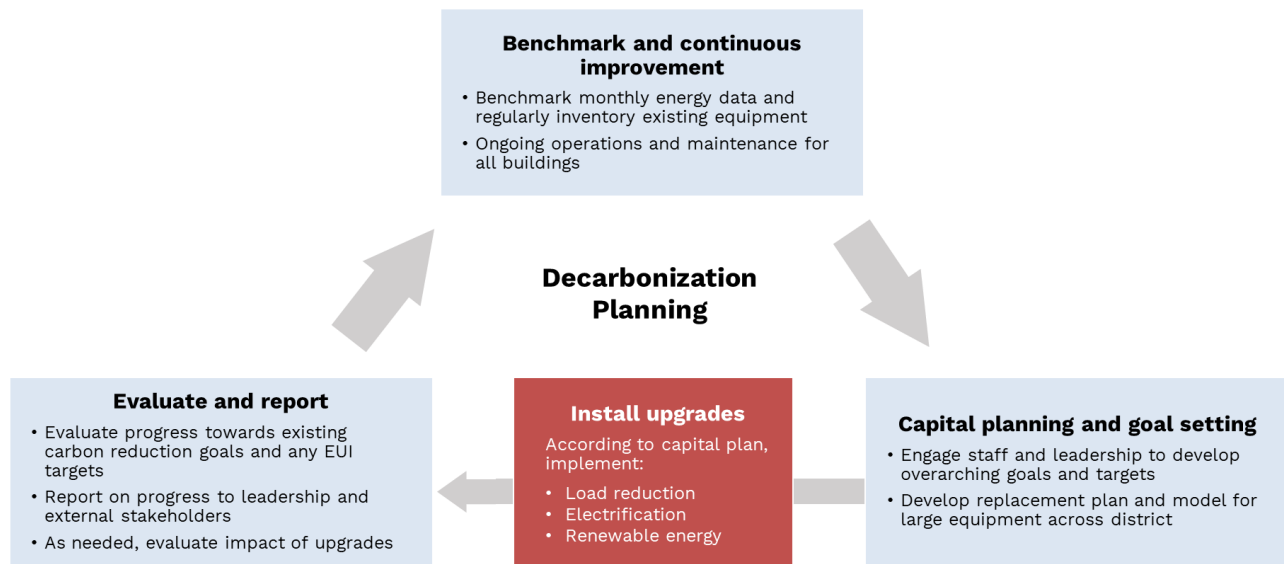 Benchmark and continuous
improvement
• Benchmark monthly energy data and
regularly inventory existing equipment
• Ongoing operations and maintenance for
all buildings
Decarbonization
Planning
Evaluate and report
• Evaluate progress towards existing
carbon reduction goals and any EUI
targets
• Report on progress to leadership and
external stakeholders
• As needed, evaluate impact of upgrades
Install upgrades
According to capital plan,
implement:
• Load reduction
• Electrification
• Renewable energy
Capital planning and goal setting
• Engage staff and leadership to develop
overarching goals and targets
• Develop replacement plan and model for
large equipment across district